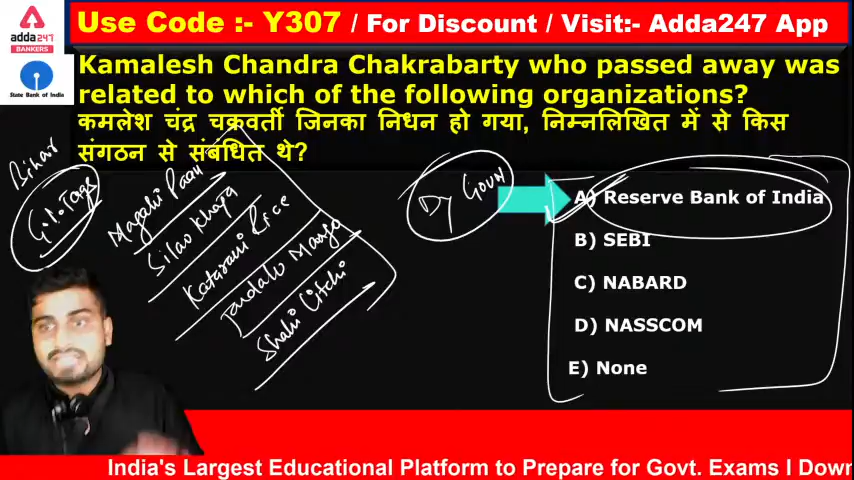 Use Code :- Y307 / For Discount / Visit:- Adda247 App
adda247
BANKERS
State Bank of India
Kamalesh Chandra Chakrabarty who passed away was
related to which of the following organizations?
कमलेश चंद्र चक्रवर्ती जिनका निधन हो गया, निम्नलिखित में से किस
संगठन से संबंधित थे?
Bihar
G.I.Tags
Magahi Paan
Silao Khaja
Katarani Rice
Jardalu Mango
Shahi Litchi
Dy Govn
A) Reserve Bank of India
B) SEBI
C) NABARD
D) NASSCOM
E) None
India's Largest Educational Platform to Prepare for Govt. Exams I Down